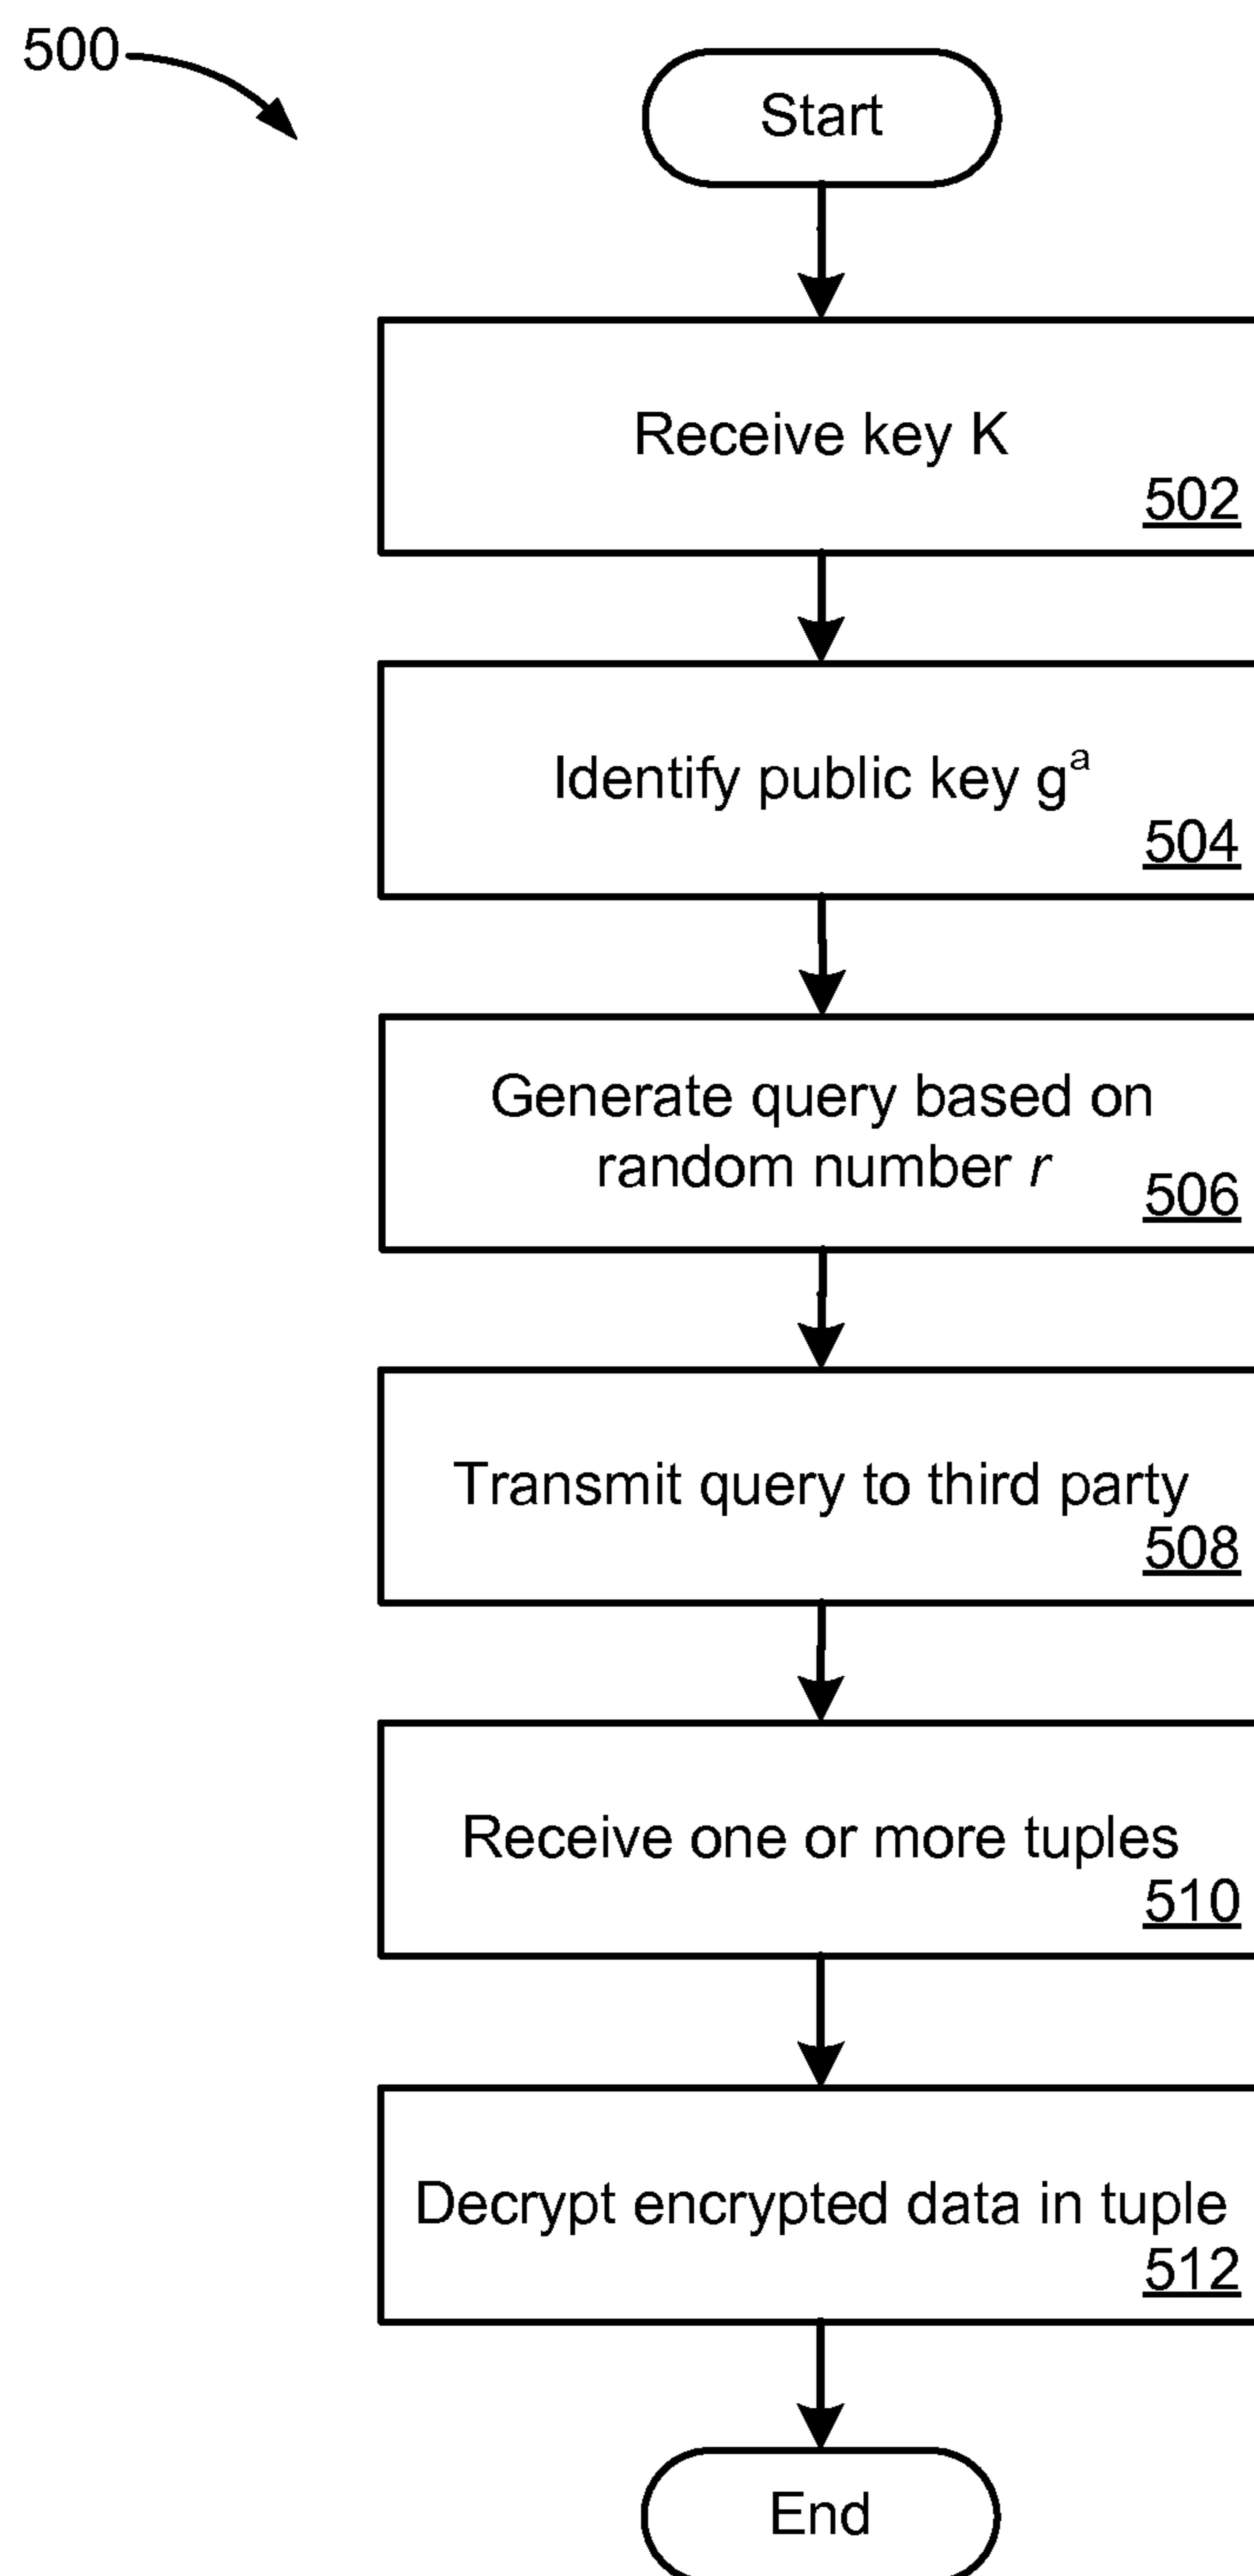 500
Start
Receive key K
502
Identify public key gᵃ
504
Generate query based on
random number r
506
Transmit query to third party
508
Receive one or more tuples
510
Decrypt encrypted data in tuple
512
End